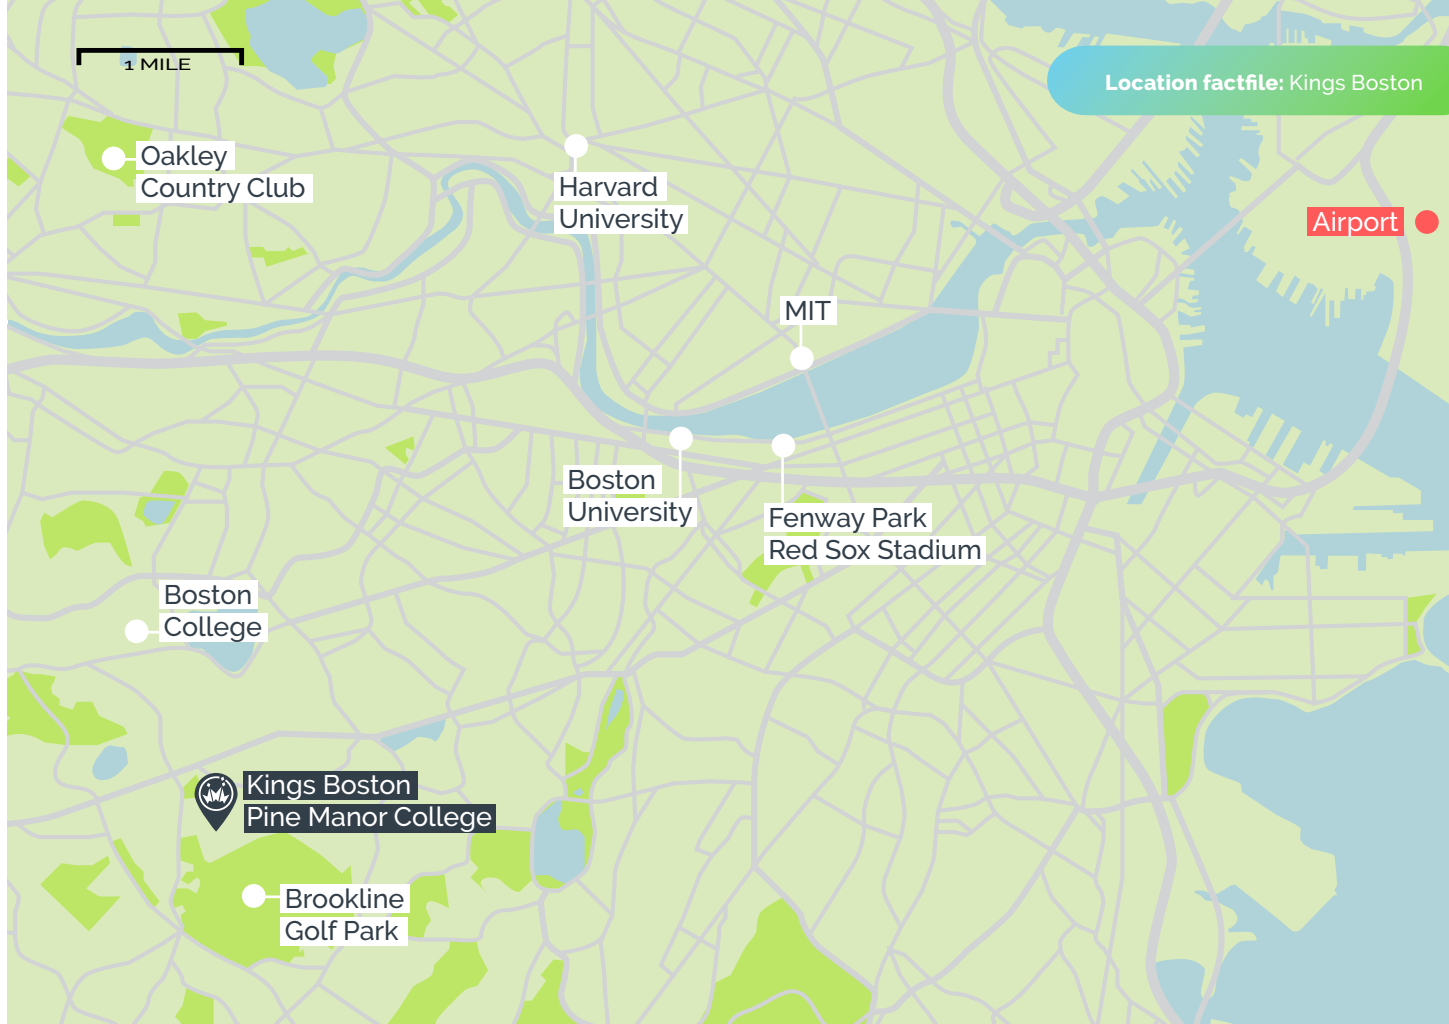 1 MILE
Location factfile: Kings Boston
Oakley
Country Club
Harvard
University
Airport
MIT
Boston
University
Fenway Park
Red Sox Stadium
Boston
College
Kings Boston
Pine Manor College
Brookline
Golf Park